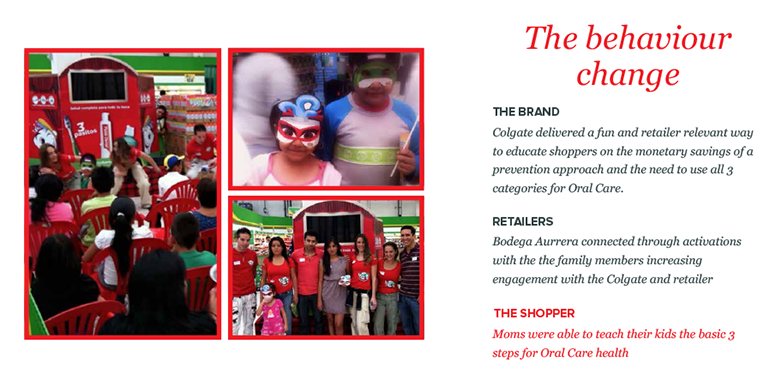 The behaviour
change
THE BRAND
Colgate delivered a fun and retailer relevant way
to educate shoppers on the monetary savings of a
prevention approach and the need to use all 3
categories for Oral Care.
RETAILERS
Bodega Aurrera connected through activations
with the the family members increasing
engagement with the Colgate and retailer
THE SHOPPER
Moms were able to teach their kids the basic 3
steps for Oral Care health
3
pasitos